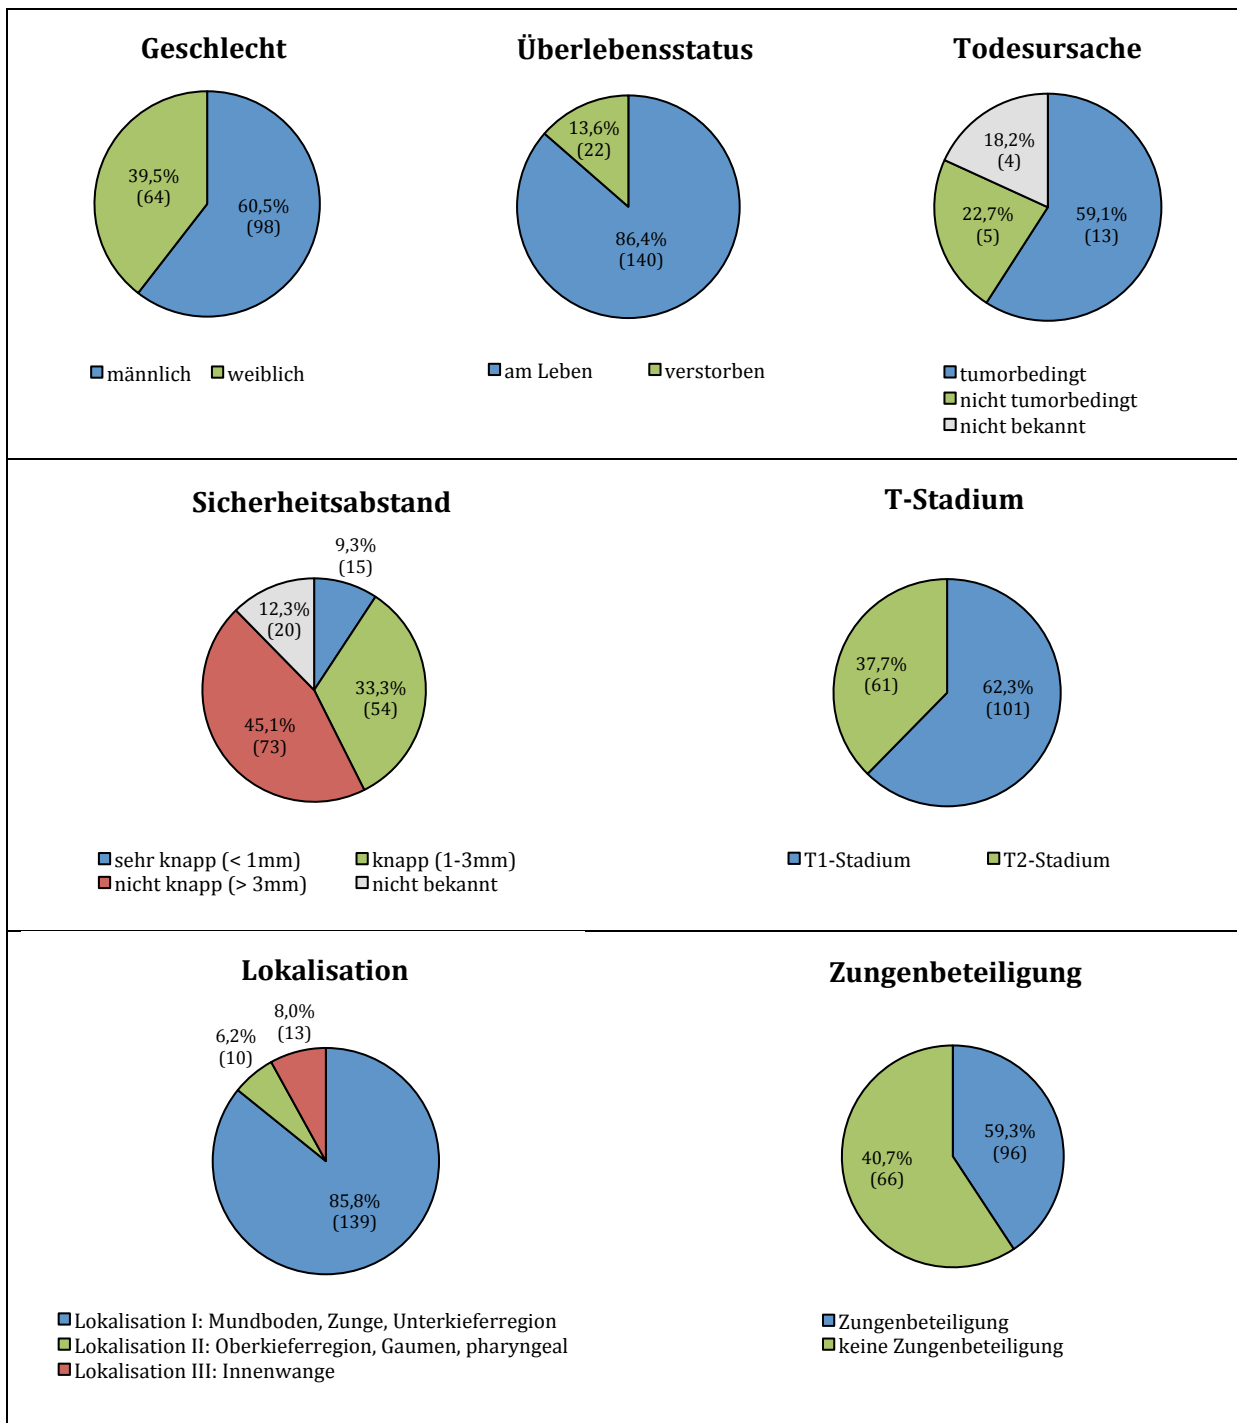 Geschlecht
39,5%
(64)
60,5%
(98)
männlich weiblich
Überlebensstatus
13,6%
(22)
86,4%
(140)
am Leben verstorben
Todesursache
18,2%
(4)
22,7%
(5)
59,1%
(13)
tumorbedingt
nicht tumorbedingt
nicht bekannt
Sicherheitsabstand
9,3%
(15)
12,3%
(20)
33,3%
(54)
45,1%
(73)
sehr knapp (< 1mm) knapp (1-3mm)
nicht knapp (> 3mm) nicht bekannt
T-Stadium
37,7%
(61)
62,3%
(101)
T1-Stadium T2-Stadium
Lokalisation
8,0%
(13)
6,2%
(10)
85,8%
(139)
Lokalisation I: Mundboden, Zunge, Unterkieferregion
Lokalisation II: Oberkieferregion, Gaumen, pharyngeal
Lokalisation III: Innenwange
Zungenbeteiligung
59,3%
(96)
40,7%
(66)
Zungenbeteiligung
keine Zungenbeteiligung